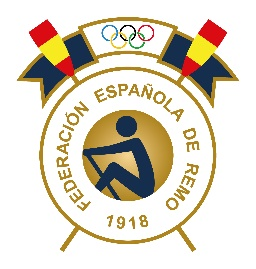 FEDERACIÓN ESPAÑOLA DE REMO
1918